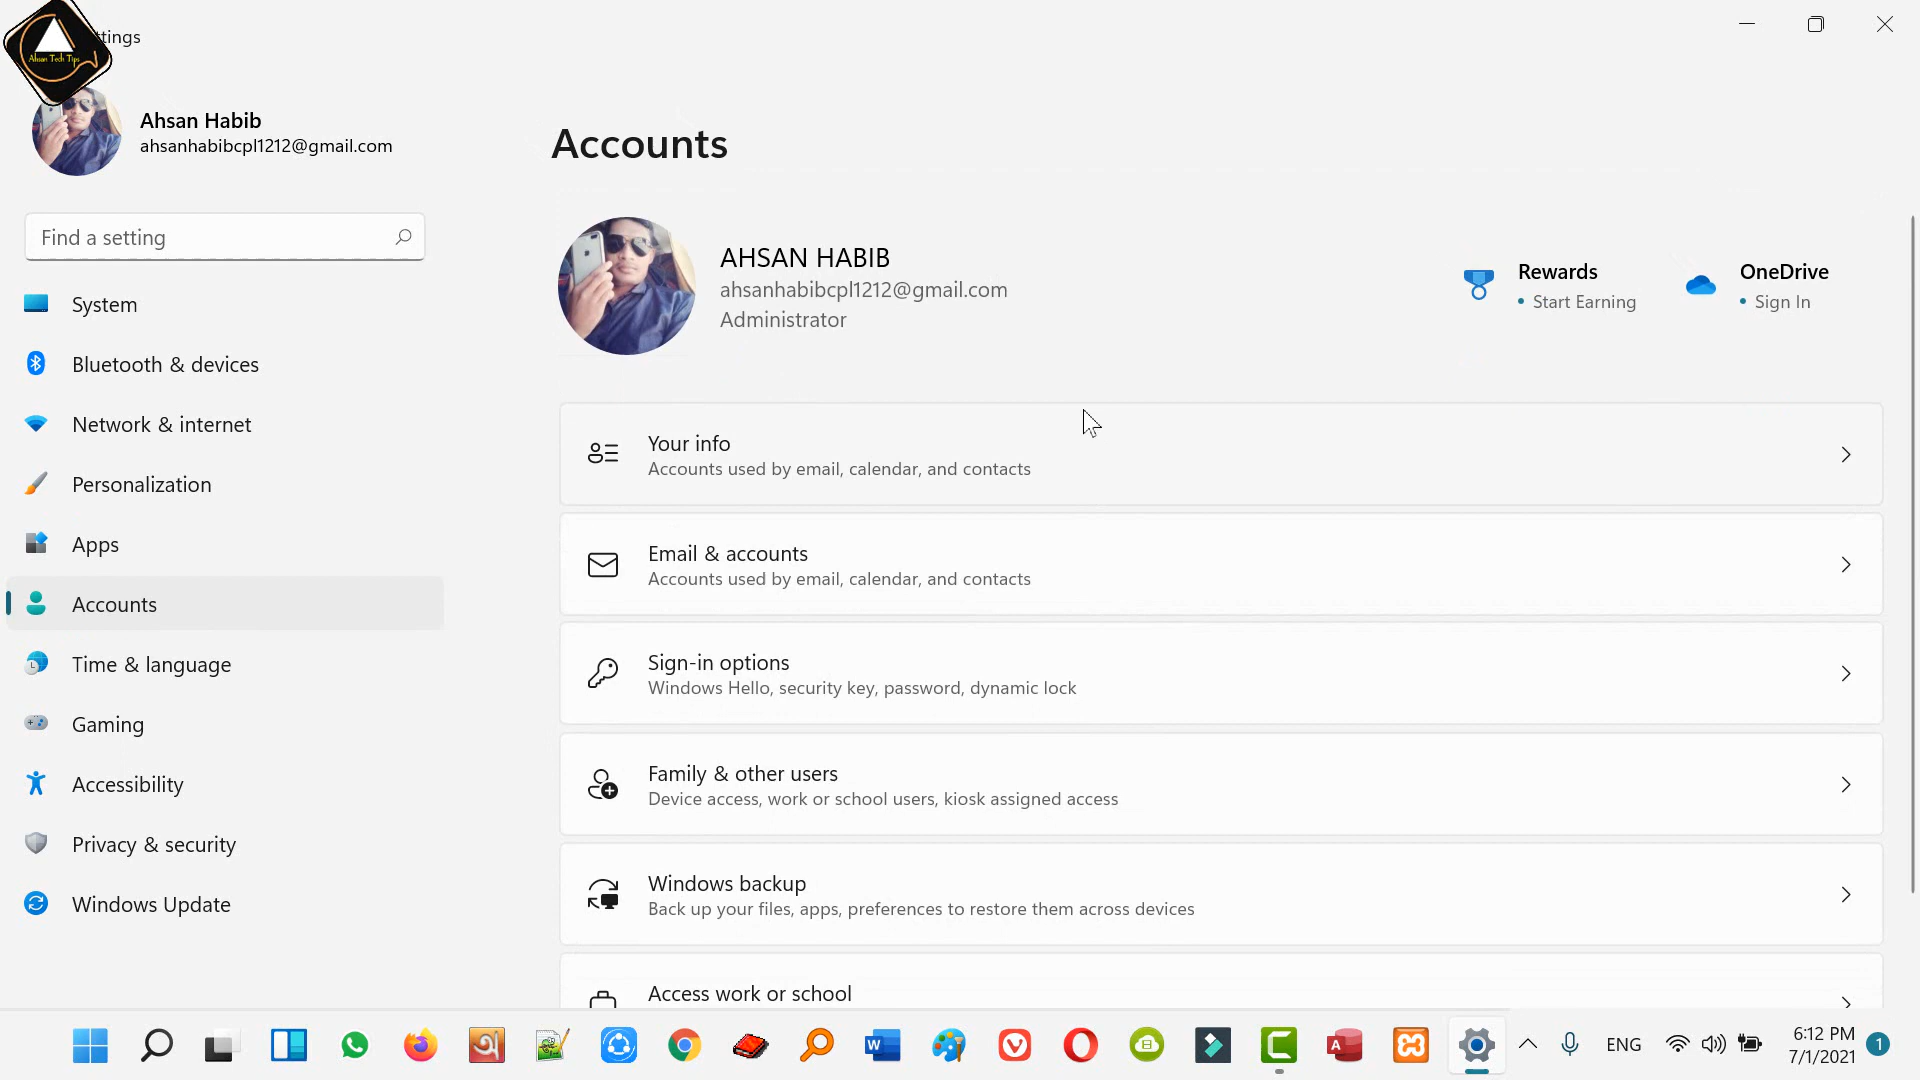 ttings
Ahsan Tech Tips
Ahsan Habib
ahsanhabibcpl1212@gmail.com
Find a setting
System
Bluetooth & devices
Network & internet
Personalization
Apps
Accounts
Time & language
Gaming
Accessibility
Privacy & security
Windows Update
Accounts
AHSAN HABIB
ahsanhabibcpl1212@gmail.com
Administrator
Rewards
• Start Earning
OneDrive
• Sign In
Your info
Accounts used by email, calendar, and contacts
Email & accounts
Accounts used by email, calendar, and contacts
Sign-in options
Windows Hello, security key, password, dynamic lock
Family & other users
Device access, work or school users, kiosk assigned access
Windows backup
Back up your files, apps, preferences to restore them across devices
Access work or school
W
অ
A
ENG
6:12 PM
7/1/2021
1